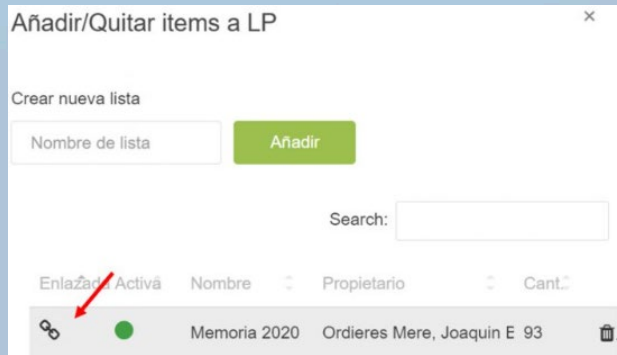 Añadir/Quitar items a LP ×
Crear nueva lista
Nombre de lista Añadir
Search:
Enlazada Activa Nombre Propietario Cant.
Memoria 2020 Ordieres Mere, Joaquin E 93